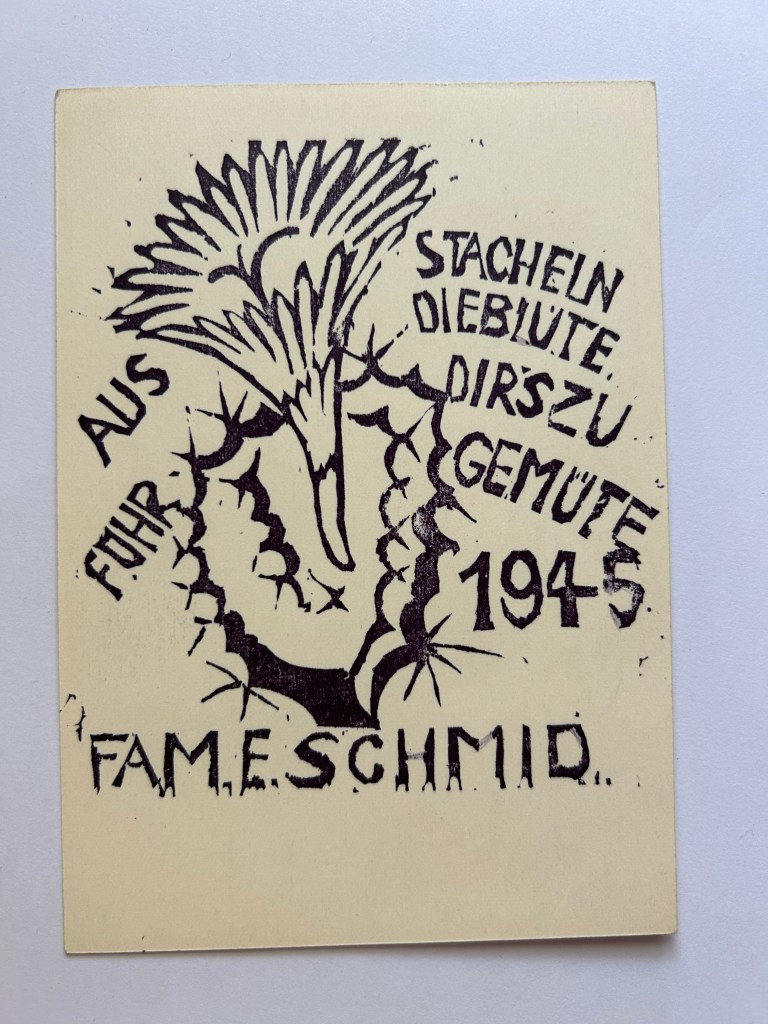 AUS STACHELN
DIE BLÜTE.
FÜHR DIR'S ZU
GEMÜTE
1945
FAM. E. SCHMID.